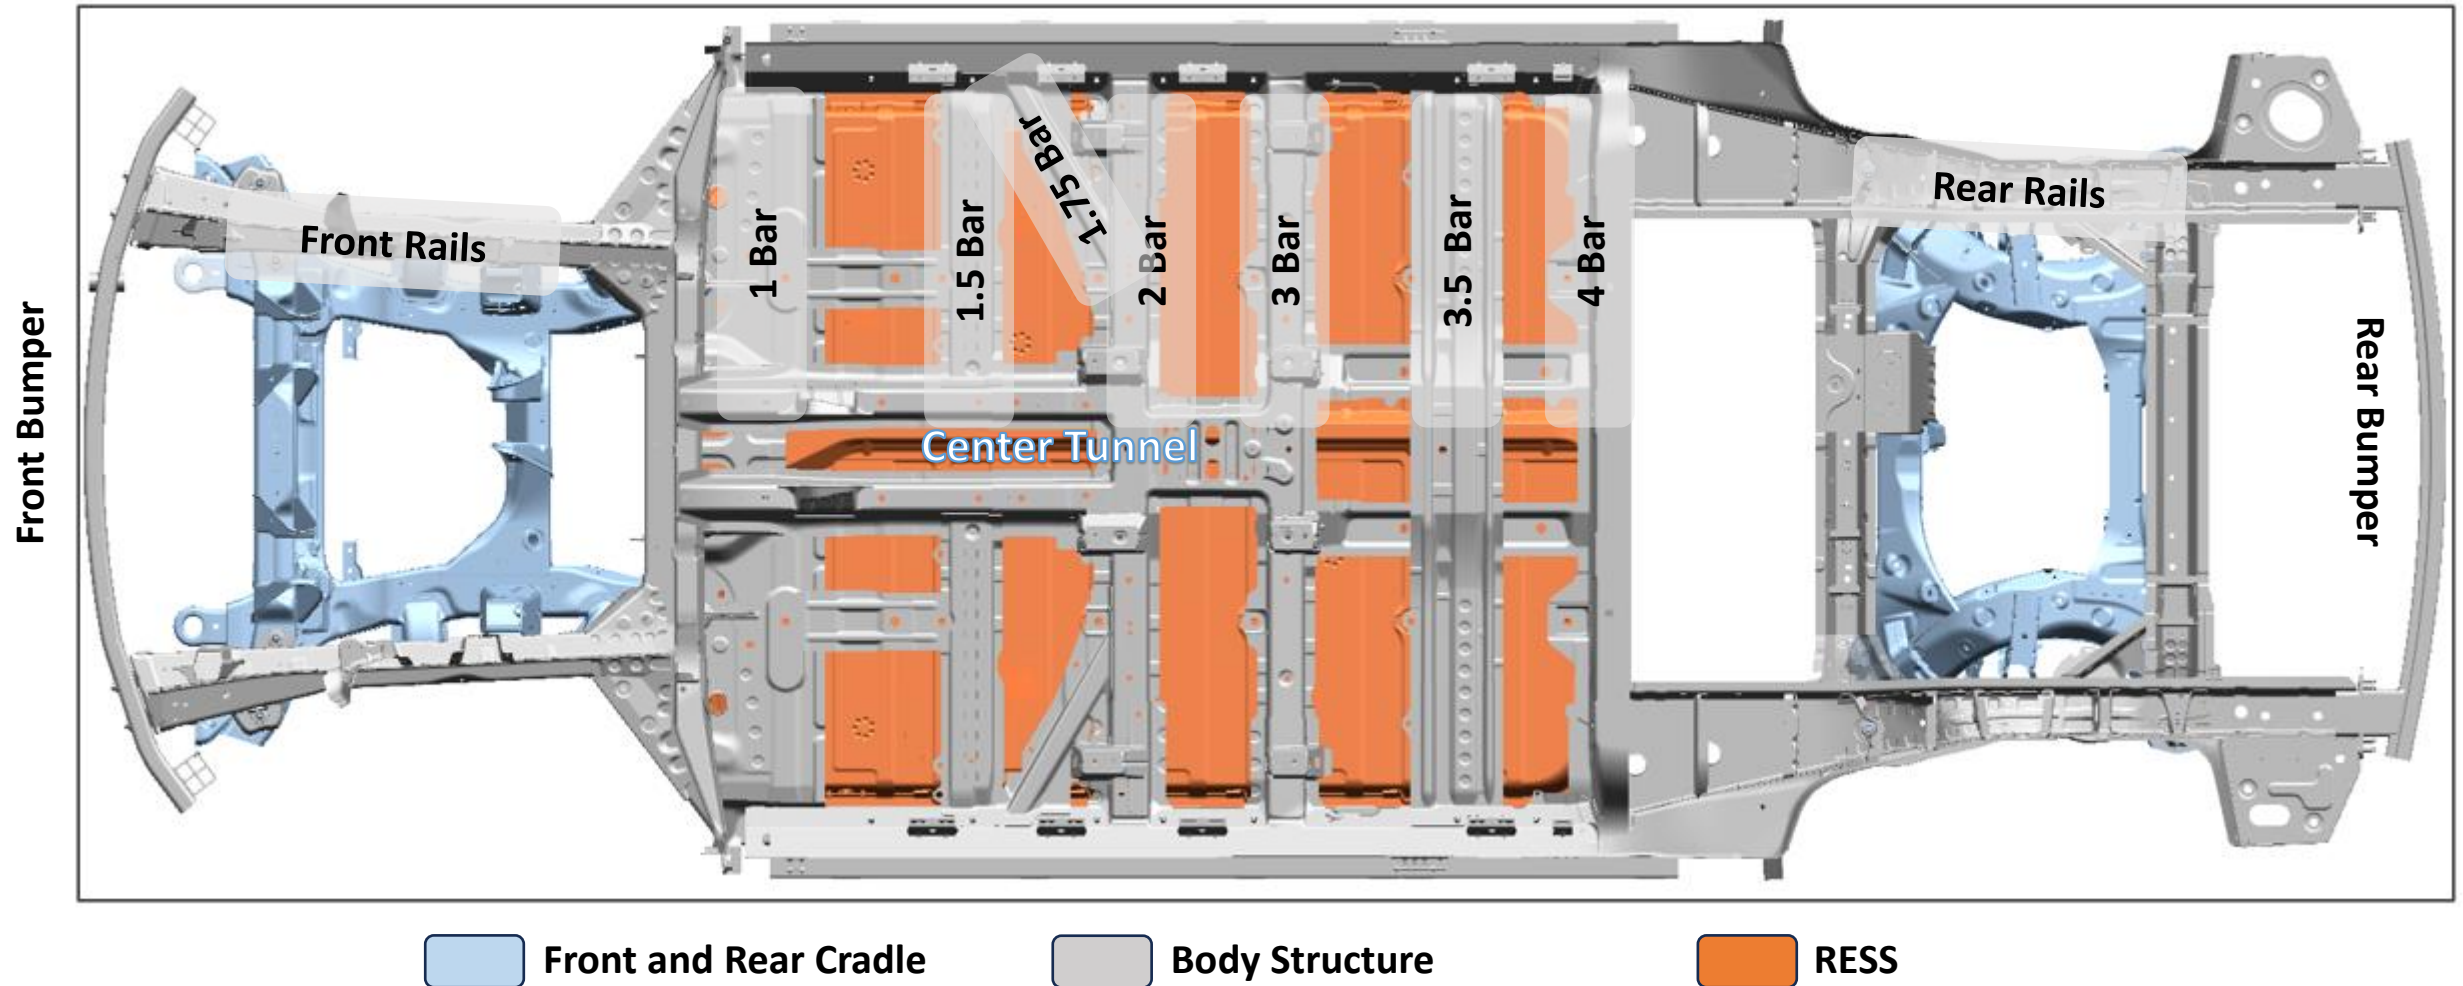 Front Bumper
Front Rails
1 Bar
1.5 Bar
1.75 Bar
2 Bar
3 Bar
3.5 Bar
4 Bar
Center Tunnel
Rear Rails
Rear Bumper
Front and Rear Cradle
Body Structure
RESS